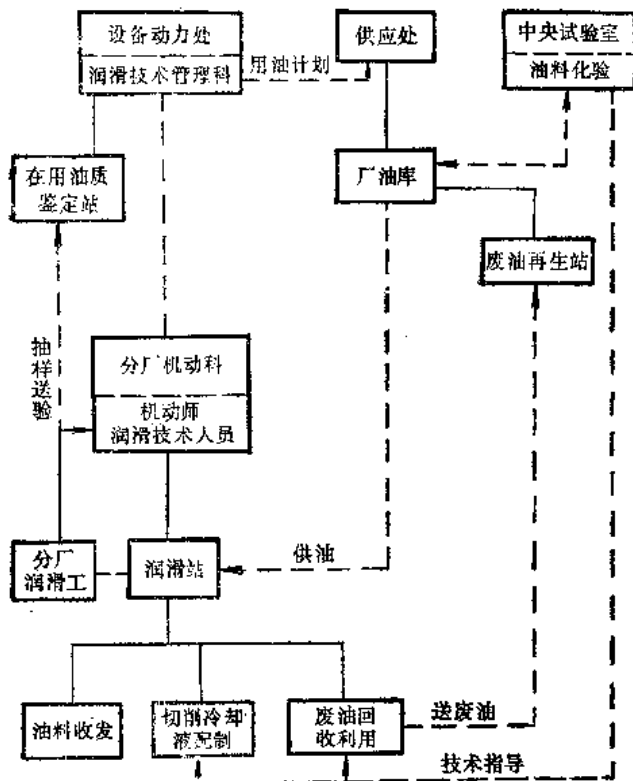 设备动力处
润滑技术管理科
用油计划
供应处
中央试验室
油料化验
在用油质
鉴定站
厂油库
废油再生站
抽样送验
分厂机动科
机动师
润滑技术人员
分厂
润滑工
润滑站
供油
油料收发
切削冷却
液配制
废油回
收利用
送废油
技术指导